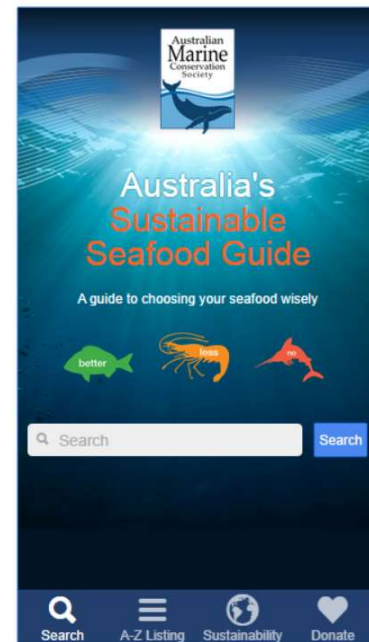 Australian
Marine
Conservation
Society
Australia's
Sustainable
Seafood Guide
A guide to choosing your seafood wisely
better
less
no
Search
Search
Search
A-Z Listing
Sustainability
Donate